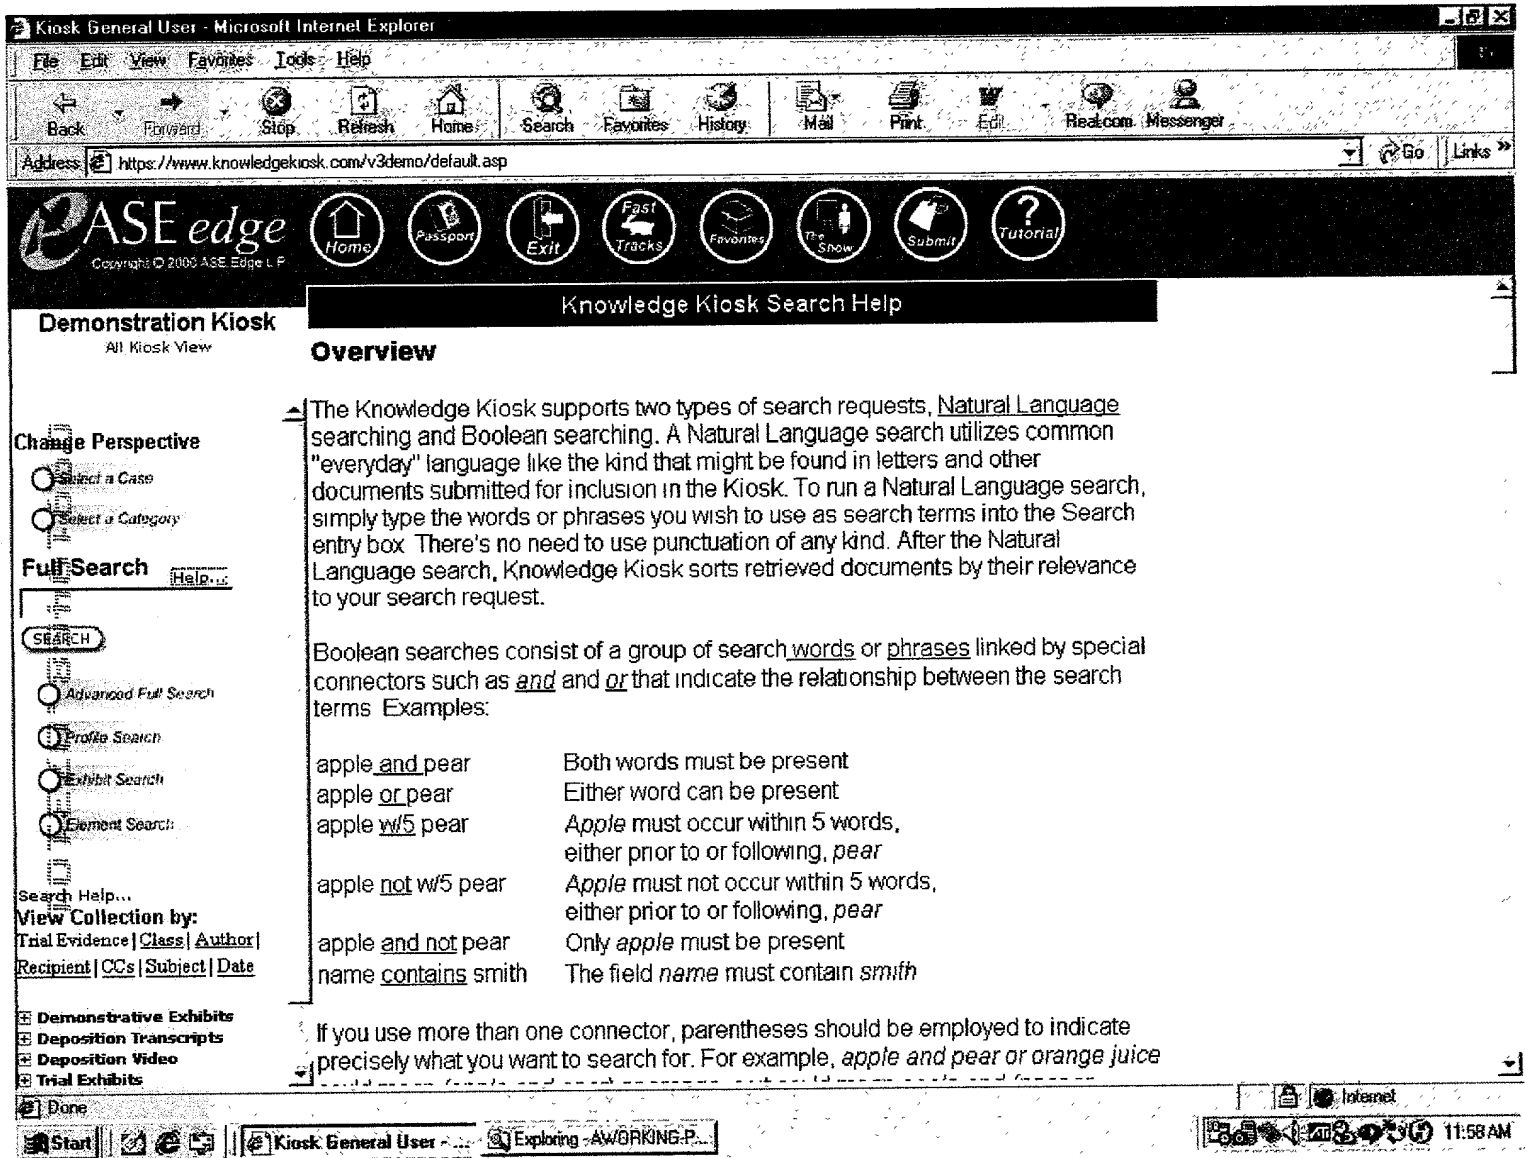 Kiosk General User - Microsoft Internet Explorer
File Edit View Favorites Tools Help
Back Forward Stop Refresh Home Search Favorites History Mail Print Edit Real.com Messenger
Address https://www.knowledgekiosk.com/v3demo/default.asp Go Links »
ASE edge
Copyright © 2000 ASE Edge L P
Home Passport Exit Fast Tracks Favorites The Show Submit ? Tutorial
Demonstration Kiosk
All Kiosk View
Change Perspective
Select a Case
Select a Category
Full Search Help...
SEARCH
Advanced Full Search
Profile Search
Exhibit Search
Element Search
Search Help...
View Collection by:
Trial Evidence | Class | Author |
Recipient | CCs | Subject | Date
Demonstrative Exhibits
Deposition Transcripts
Deposition Video
Trial Exhibits
Knowledge Kiosk Search Help
Overview
The Knowledge Kiosk supports two types of search requests, Natural Language
searching and Boolean searching. A Natural Language search utilizes common
"everyday" language like the kind that might be found in letters and other
documents submitted for inclusion in the Kiosk. To run a Natural Language search,
simply type the words or phrases you wish to use as search terms into the Search
entry box There's no need to use punctuation of any kind. After the Natural
Language search, Knowledge Kiosk sorts retrieved documents by their relevance
to your search request.
Boolean searches consist of a group of search words or phrases linked by special
connectors such as and and or that indicate the relationship between the search
terms Examples:
apple and pear Both words must be present
apple or pear Either word can be present
apple w/5 pear Apple must occur within 5 words,
either prior to or following, pear
apple not w/5 pear Apple must not occur within 5 words,
either prior to or following, pear
apple and not pear Only apple must be present
name contains smith The field name must contain smith
If you use more than one connector, parentheses should be employed to indicate
precisely what you want to search for. For example, apple and pear or orange juice
Done Internet
Start Kiosk General User - ... Exploring - AWORKING-P... 11:58 AM